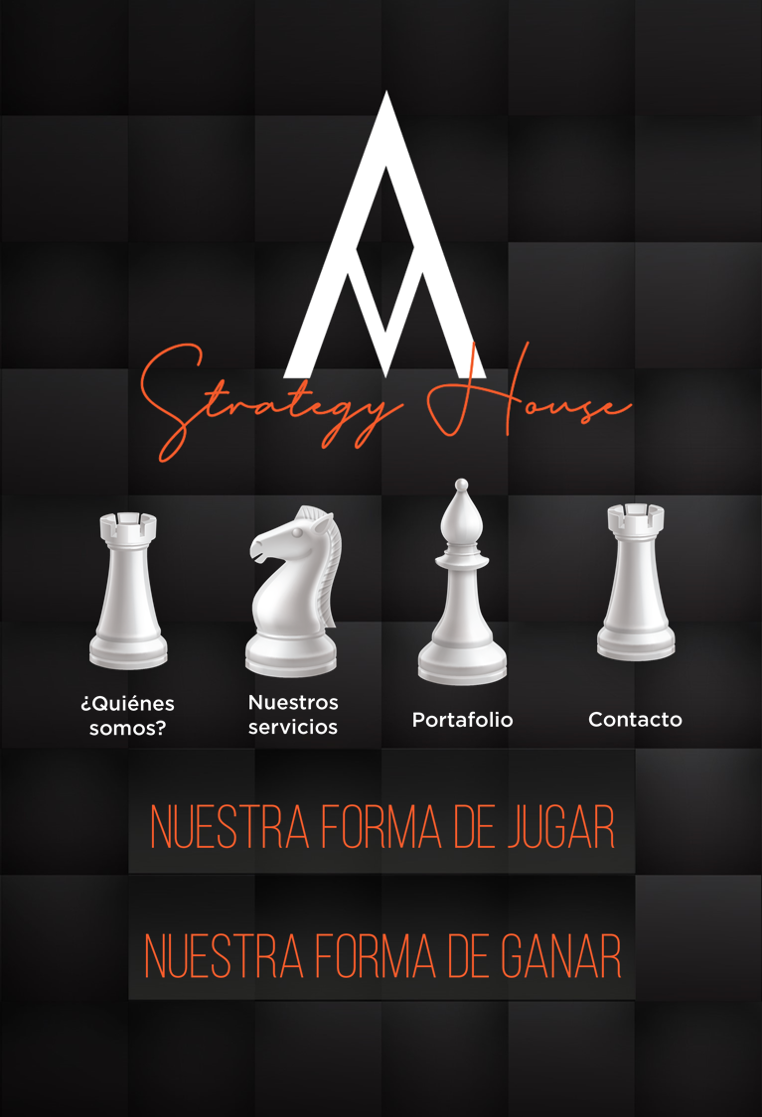 Strategy House
¿Quiénes
somos?
Nuestros
servicios
Portafolio
Contacto
NUESTRA FORMA DE JUGAR
NUESTRA FORMA DE GANAR